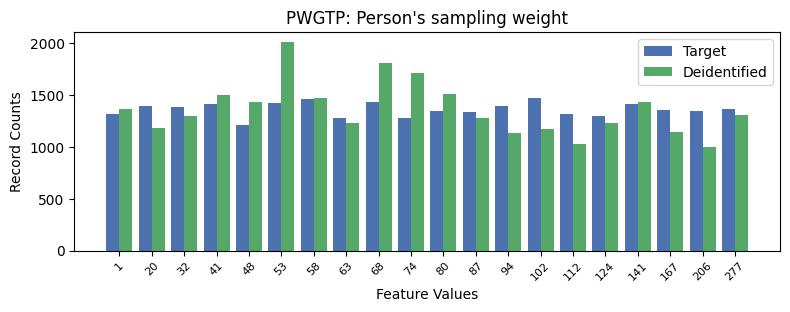 PWGTP: Person's sampling weight
Target
Deidentified
Record Counts
2000
1500
1000
500
0
1 20 32 41 48 53 58 63 68 74 80 87 94 102 112 124 141 167 206 277
Feature Values